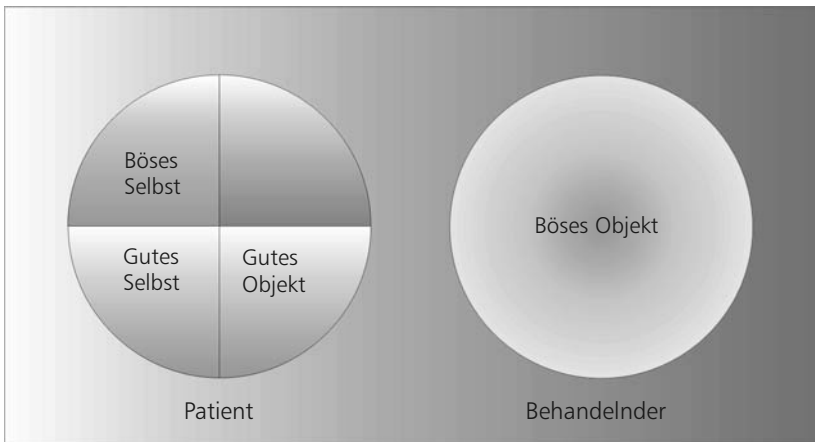 Böses
Selbst
Gutes
Selbst
Gutes
Objekt
Böses Objekt
Patient
Behandelnder